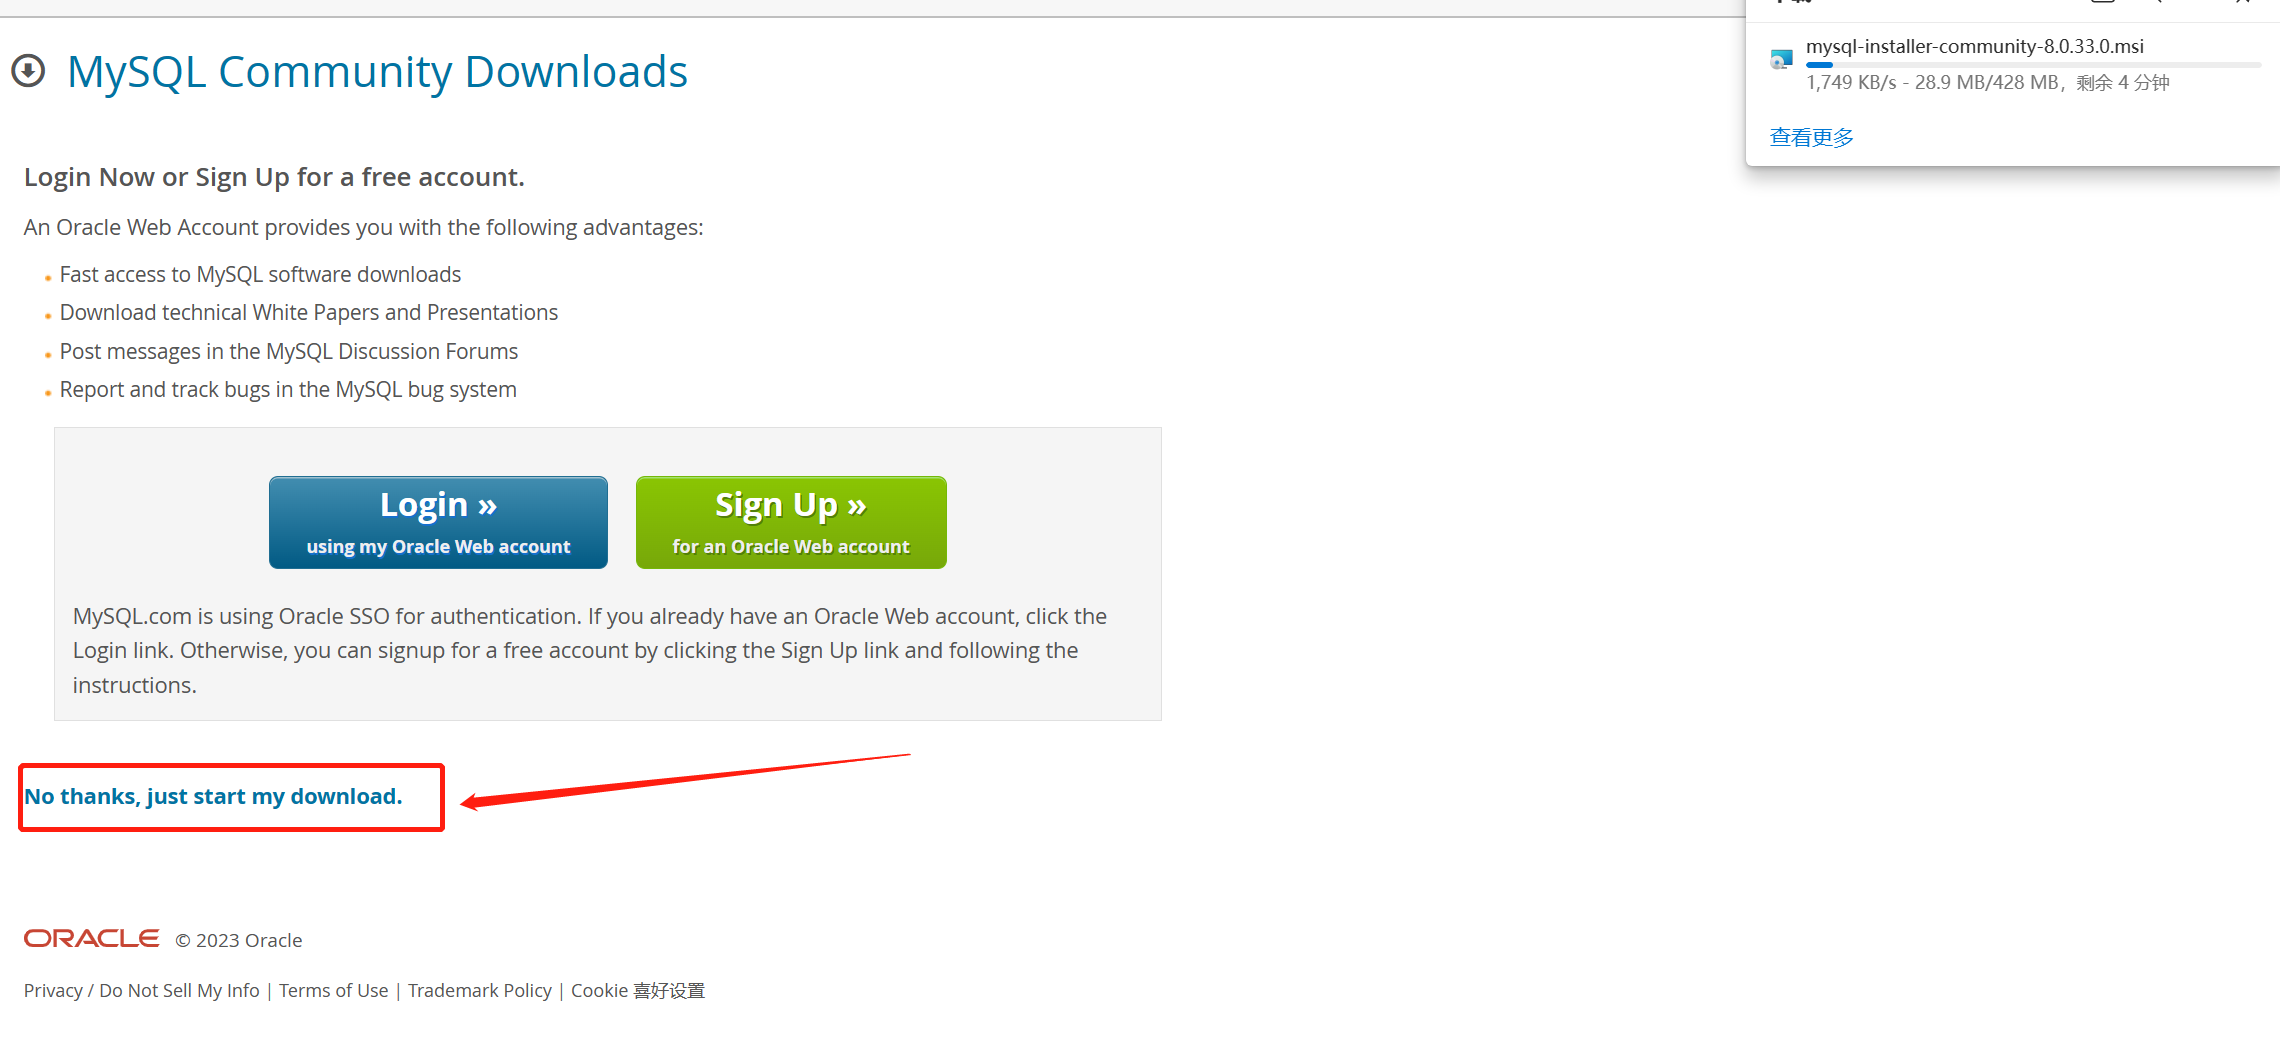 MySQL Community Downloads
mysql-installer-community-8.0.33.0.msi
1,749 KB/s - 28.9 MB/428 MB，剩余 4 分钟
查看更多
Login Now or Sign Up for a free account.
An Oracle Web Account provides you with the following advantages:
Fast access to MySQL software downloads
Download technical White Papers and Presentations
Post messages in the MySQL Discussion Forums
Report and track bugs in the MySQL bug system
Login »
using my Oracle Web account
Sign Up »
for an Oracle Web account
MySQL.com is using Oracle SSO for authentication. If you already have an Oracle Web account, click the
Login link. Otherwise, you can signup for a free account by clicking the Sign Up link and following the
instructions.
No thanks, just start my download.
ORACLE © 2023 Oracle
Privacy / Do Not Sell My Info | Terms of Use | Trademark Policy | Cookie 喜好设置